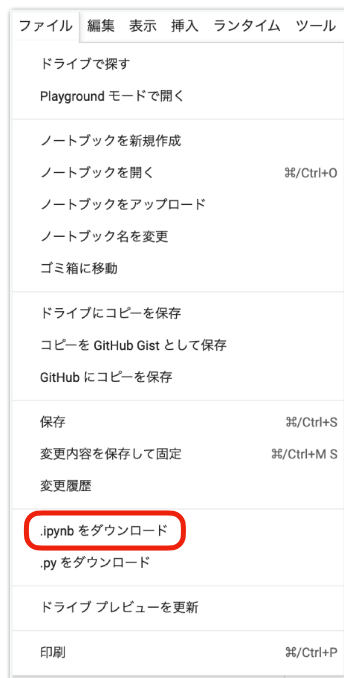 ファイル 編集 表示 挿入 ランタイム ツール
ドライブで探す
Playground モードで開く
ノートブックを新規作成
ノートブックを開く ⌘/Ctrl+O
ノートブックをアップロード
ノートブック名を変更
ゴミ箱に移動
ドライブにコピーを保存
コピーを GitHub Gist として保存
GitHub にコピーを保存
保存 ⌘/Ctrl+S
変更内容を保存して固定 ⌘/Ctrl+M S
変更履歴
.ipynb をダウンロード
.py をダウンロード
ドライブ プレビューを更新
印刷 ⌘/Ctrl+P